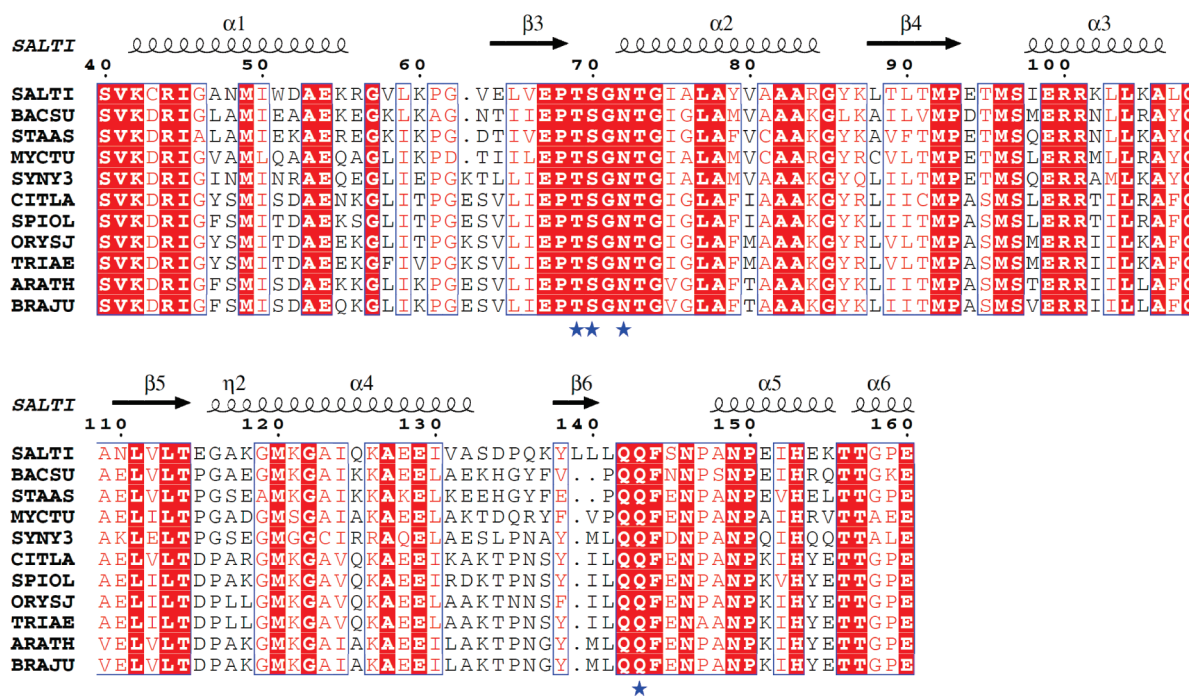 SALTI α1 β3 α2 β4 α3
40 50 60 70 80 90 100
SALTI SVKCRIGANMIWDAEKRGVLKPG.VELVEPTSGNTGIALAYVAAARGYKLTLTMPETMSIERRKLLKALG
BACSU SVKDRIGLAMIEAAEKEGKLKAG.NTIIEPTSGNTGIGLAFVAAAKGLKAILVMPDTMSMERRNLLRAYG
STAAS SVKDRIALAMIEKAEREGKIKPG.DTIVEPTSGNTGIGLAFVCAAKGYKAVFTMPETMSQERRNLLKAYG
MYCTU SVKDRIGVAMLQAAEQAGLIKPD.TIILEPTSGNTGIALAMVCAARGYRCVLTMPETMSLERRMLLRAYG
SYNY3 SVKDRIGINMINRAEQEGLIEPGKTLLIEPTSGNTGIALAMVAAAKGYQLILTMPETMSQERRAMLKAYG
CITLA SVKDRIGYSMISDAENKGLITPGESVLIEPTSGNTGIGLAFIAAAKGYRLIICMPASMSLERRTILRAFG
SPIOL SVKDRIGFSMITDAEKSGLITPGESVLIEPTSGNTGIGLAFIAAAKGYRLIITMPASMSLERRTILRAFG
ORYSJ SVKDRIGYSMITDAEEKGLITPGKSVLIEPTSGNTGIGLAFMAAAKGYRLVLTMPASMSMERRIILKAFG
TRIAE SVKDRIGYSMITDAEEKGFIVPGKSVLIEPTSGNTGIGLAFMAAAKGYRLVLTMPASMSMERRIILKAFG
ARATH SVKDRIGFSMISDAEKKGLIKPGESVLIEPTSGNTGVGLAFTAAAKGYKLIITMPASMSTERRIILLAFG
BRAJU SVKDRIGFSMIADAEQKGLIKPGESVLIEPTSGNTGVGLAFTAAAKGYKLIITMPASMSVERRIILLAFG
SALTI β5 η2 α4 β6 α5 α6
110 120 130 140 150 160
SALTI ANLVLTEGAKGMKGAIQKAEEIVASDPQKYLLLQQFSNPANPEIHEKTTGPE
BACSU AELVLTPGAEGMKGAIKKAEELAEKHGYFV..PQQFNNPSNPEIHRQTTGKE
STAAS AELVLTPGSEAMKGAIKKAKELKEEHGYFE..PQQFENPANPEVHELTTGPE
MYCTU AELILTPGADGMSGAIAKAEELAKTDQRYF.VPQQFENPANPAIHRVTTAEE
SYNY3 AKLELTPGSEGMGGCIRRAQELAESLPNAY.MLQQFDNPANPQIHQQTTALE
CITLA AELVLTDPARGMKGAVQKAEEIKAKTPNSY.ILQQFENPANPKIHYETTGPE
SPIOL AELILTDPAKGMKGAVQKAEEIRDKTPNSY.ILQQFENPANPKVHYETTGPE
ORYSJ AELILTDPLLGMKGAVQKAEELAAKTNNSF.ILQQFENPANPKIHYETTGPE
TRIAE AELILTDPLLGMKGAVQKAEELAAKTPNSY.ILQQFENAANPKIHYETTGPE
ARATH VELVLTDPAKGMKGAIAKAEEILAKTPNGY.MLQQFENPANPKIHYETTGPE
BRAJU VELVLTDPAKGMKGAIAKAEEILAKTPNGY.MLQQFENPANPKIHYETTGPE